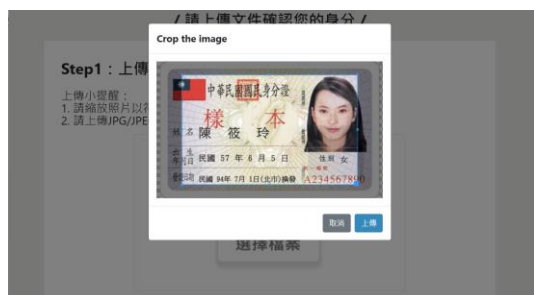 / 請上傳文件確認您的身分 /
Crop the image
Step1：上傳
上傳小提醒：
1. 請縮放照片以符
2. 請上傳JPG/JPE
中華民國國民身分證
樣 本
姓名 陳 筱 玲
出生年月日 民國 57 年 6 月 5 日
性別 女
發證日期 民國 94年 7月 1日(北市)換發
A234567890
取消
上傳
選擇檔案